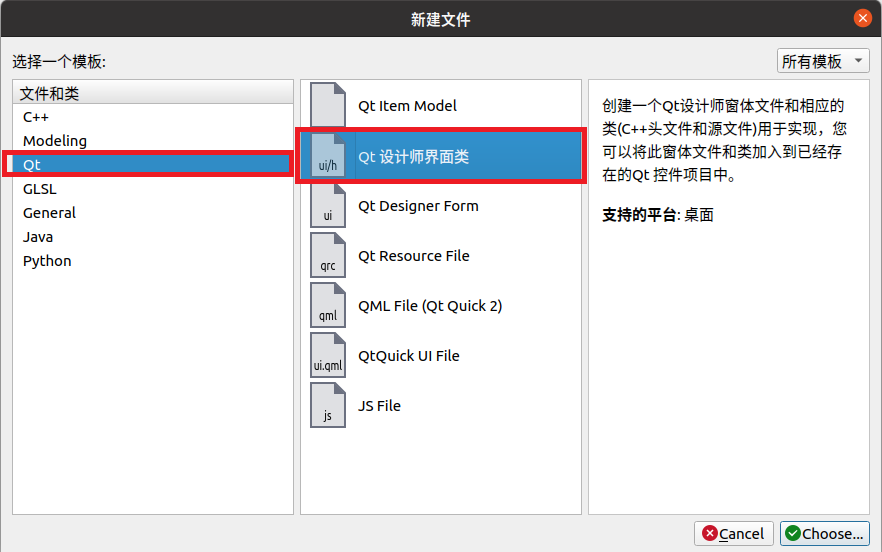 新建文件
选择一个模板:
所有模板
文件和类
C++
Modeling
Qt
GLSL
General
Java
Python
Qt Item Model
ui/h
Qt 设计师界面类
ui
Qt Designer Form
qrc
Qt Resource File
qml
QML File (Qt Quick 2)
ui.qml
QtQuick UI File
js
JS File
创建一个Qt设计师窗体文件和相应的
类(C++头文件和源文件)用于实现，您
可以将此窗体文件和类加入到已经存
在的Qt 控件项目中。
支持的平台: 桌面
Cancel
Choose...